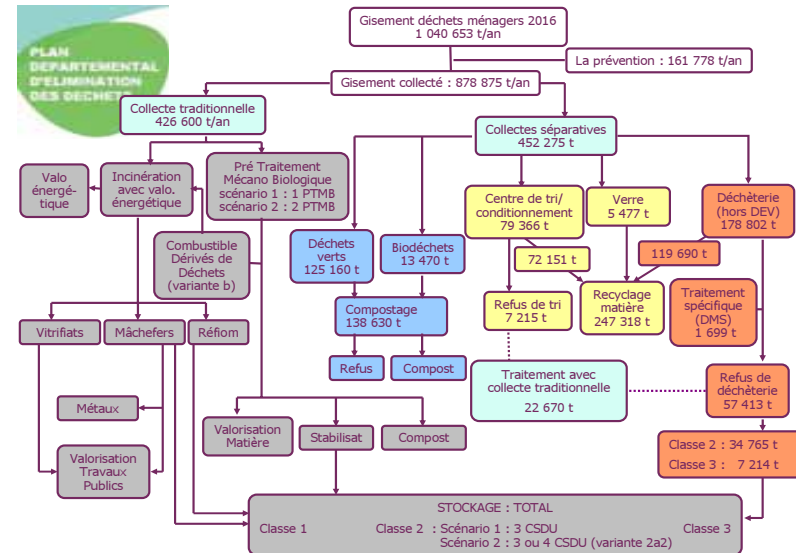 PLAN
DEPARTEMENTAL
D'ELIMINATION
DES DECHETS
Gisement déchets ménagers 2016
1 040 653 t/an
La prévention : 161 778 t/an
Gisement collecté : 878 875 t/an
Collecte traditionnelle
426 600 t/an
Collectes séparatives
452 275 t/an
Valo
énergé-
tique
Incinération
avec valo.
énergétique
Pré Traitement
Mécano Biologique
scénario 1 : 1 PTMB
scénario 2 : 2 PTMB
Centre de tri/
conditionnement
79 366 t
Verre
5 477 t
Déchèterie
(hors DEV)
178 802 t
Combustible
Dérivés de
Déchets
(variante b)
Déchets
verts
125 160 t
Biodéchets
13 470 t
72 151 t
119 690 t
Vitrifiats
Mâchefers
Réfiom
Compostage
138 630 t
Refus de tri
7 215 t
Recyclage
matière
247 318 t
Traitement
spécifique
(DMS)
1 699 t
Refus
Compost
Traitement avec
collecte traditionnelle
22 670 t
Refus de
déchèterie
57 413 t
Métaux
Valorisation
Matière
Stabilisat
Compost
Valorisation
Travaux
Publics
Classe 2 : 34 765 t
Classe 3 : 7 214 t
STOCKAGE : TOTAL
Classe 1 Classe 2 : Scénario 1 : 3 CSDU Classe 3
Scénario 2 : 3 ou 4 CSDU (variante 2a2)